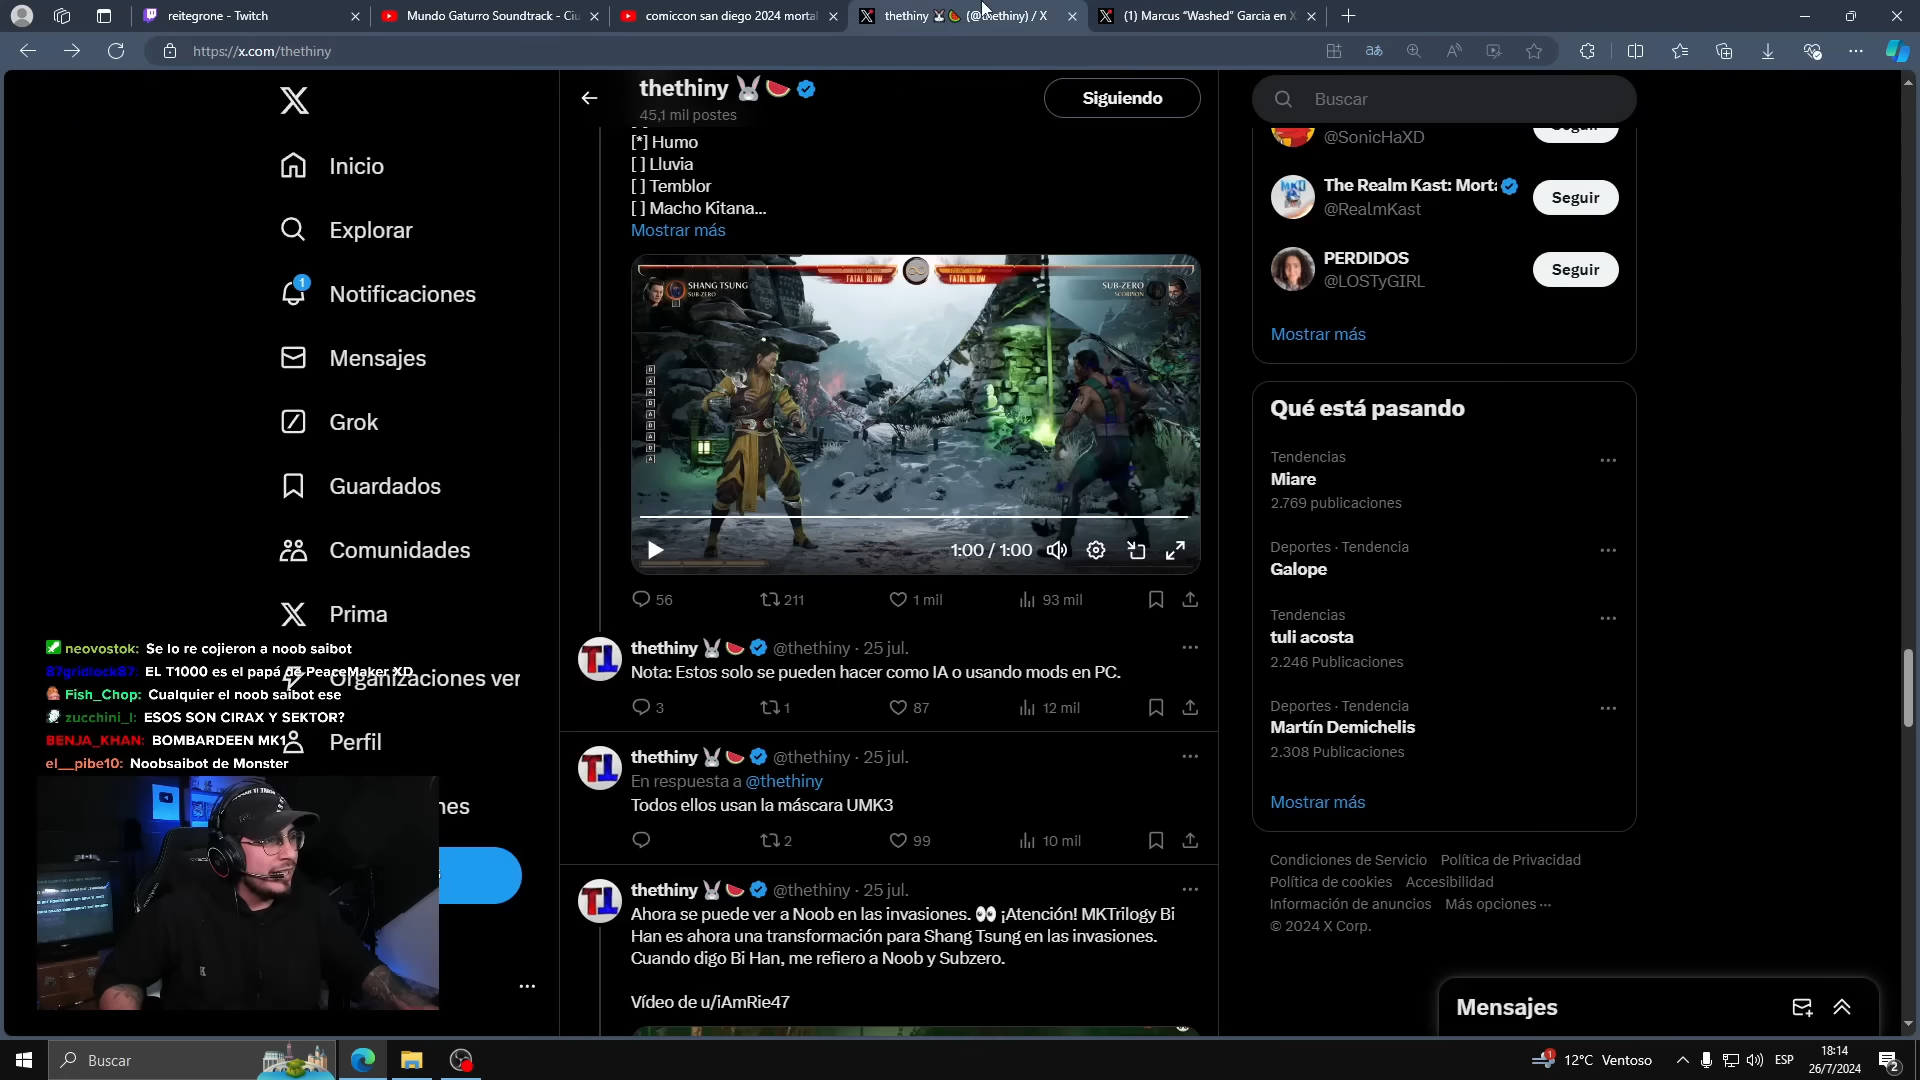 reitegrone - Twitch
Mundo Gaturro Soundtrack - Ciu
comiccon san diego 2024 mortal
thethiny (@thethiny) / X
(1) Marcus “Washed” Garcia en X
https://x.com/thethiny
Inicio
Explorar
1
Notificaciones
Mensajes
Grok
Guardados
Comunidades
Prima
Organizaciones ver
Perfil
thethiny
45,1 mil postes
Siguiendo
[*] Humo
[ ] Lluvia
[ ] Temblor
[ ] Macho Kitana...
Mostrar más
FATAL BLOW
FATAL BLOW
SHANG TSUNG
SUB ZERO
SUB-ZERO
SCORPION
1:00 / 1:00
56
211
1 mil
93 mil
thethiny @thethiny · 25 jul.
Nota: Estos solo se pueden hacer como IA o usando mods en PC.
3
1
87
12 mil
thethiny @thethiny · 25 jul.
En respuesta a @thethiny
Todos ellos usan la máscara UMK3
2
99
10 mil
thethiny @thethiny · 25 jul.
Ahora se puede ver a Noob en las invasiones. 👀 ¡Atención! MKTrilogy Bi
Han es ahora una transformación para Shang Tsung en las invasiones.
Cuando digo Bi Han, me refiero a Noob y Subzero.
Vídeo de u/iAmRie47
Buscar
@SonicHaXD
Seguir
The Realm Kast: Morta
@RealmKast
Seguir
PERDIDOS
@LOSTyGIRL
Seguir
Mostrar más
Qué está pasando
Tendencias
Miare
2.769 publicaciones
Deportes · Tendencia
Galope
Tendencias
tuli acosta
2.246 Publicaciones
Deportes · Tendencia
Martín Demichelis
2.308 Publicaciones
Mostrar más
Condiciones de Servicio Política de Privacidad
Política de cookies Accesibilidad
Información de anuncios Más opciones ···
© 2024 X Corp.
Mensajes
neovostok: Se lo re cojieron a noob saibot
87gridlock87: EL T1000 es el papá de PeaceMaker XD
Fish_Chop: Cualquier el noob saibot ese
zucchini_l: ESOS SON CIRAX Y SEKTOR?
BENJA_KHAN: BOMBARDEEN MK1
el__pibe10: Noobsaibot de Monster
nes
Buscar
1
12°C Ventoso
ESP
18:14
26/7/2024
2